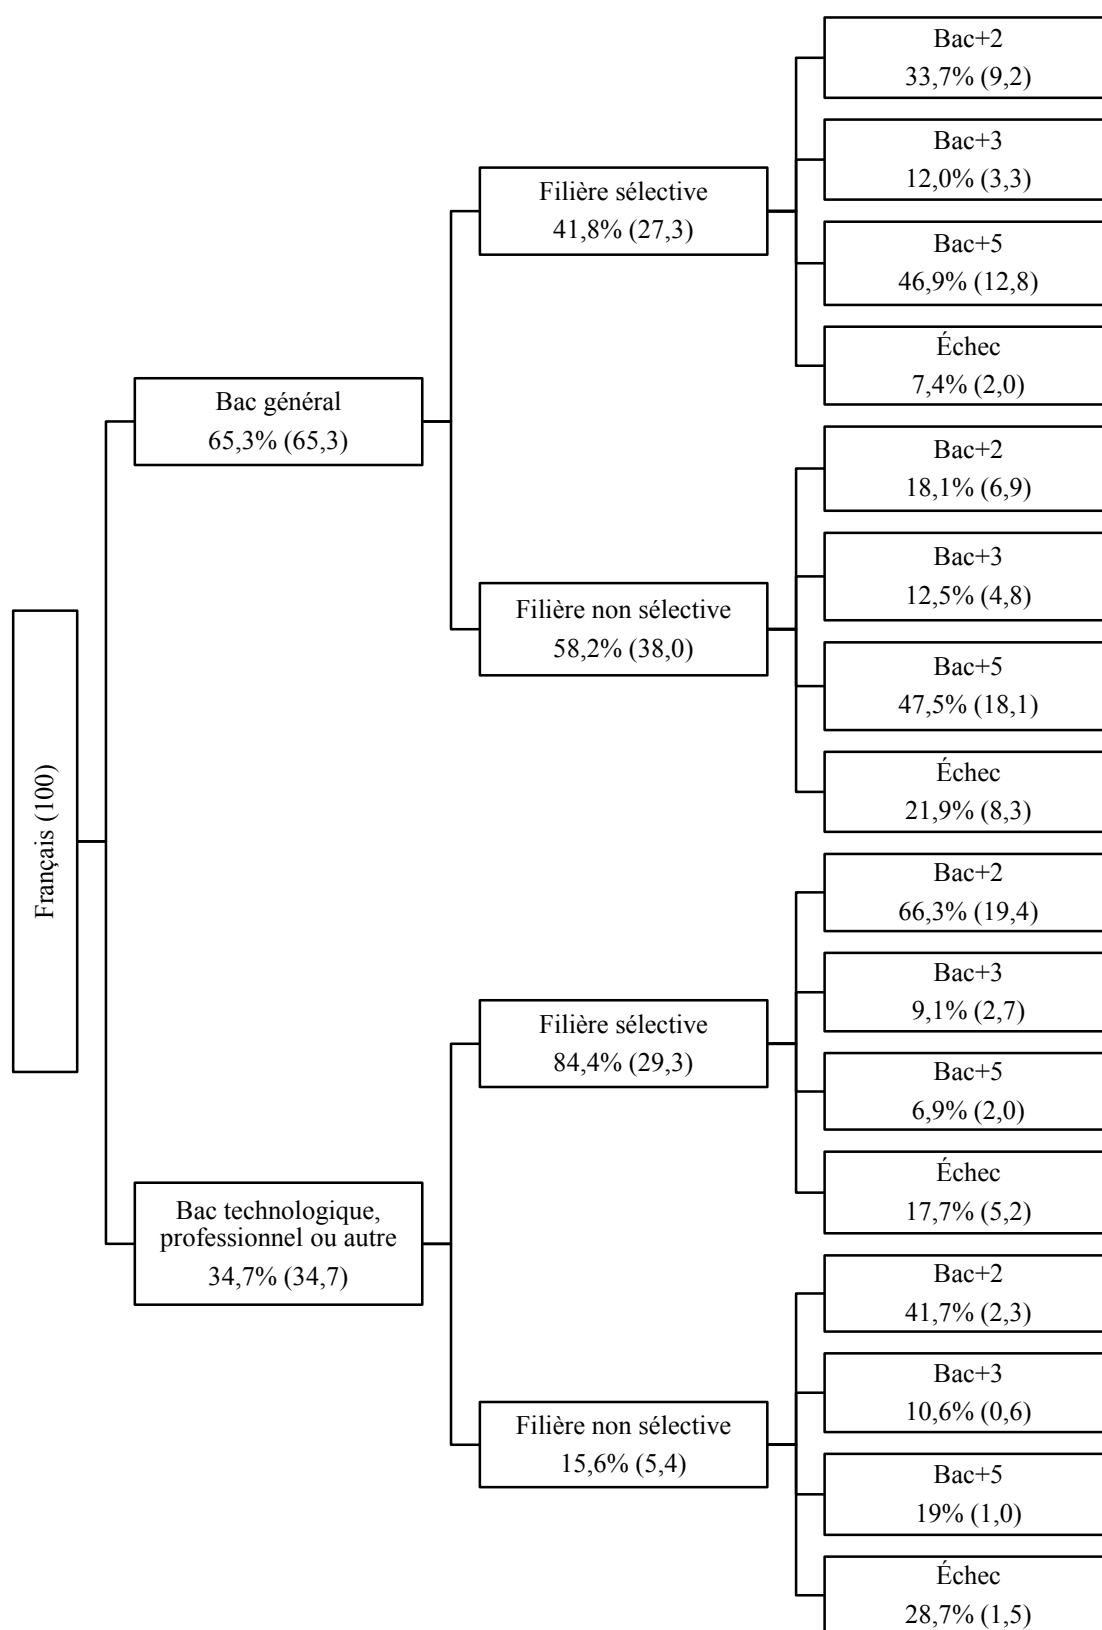 Français (100)
Bac général
65,3% (65,3)
Filière sélective
41,8% (27,3)
Bac+2
33,7% (9,2)
Bac+3
12,0% (3,3)
Bac+5
46,9% (12,8)
Échec
7,4% (2,0)
Filière non sélective
58,2% (38,0)
Bac+2
18,1% (6,9)
Bac+3
12,5% (4,8)
Bac+5
47,5% (18,1)
Échec
21,9% (8,3)
Bac technologique,
professionnel ou autre
34,7% (34,7)
Filière sélective
84,4% (29,3)
Bac+2
66,3% (19,4)
Bac+3
9,1% (2,7)
Bac+5
6,9% (2,0)
Échec
17,7% (5,2)
Filière non sélective
15,6% (5,4)
Bac+2
41,7% (2,3)
Bac+3
10,6% (0,6)
Bac+5
19% (1,0)
Échec
28,7% (1,5)